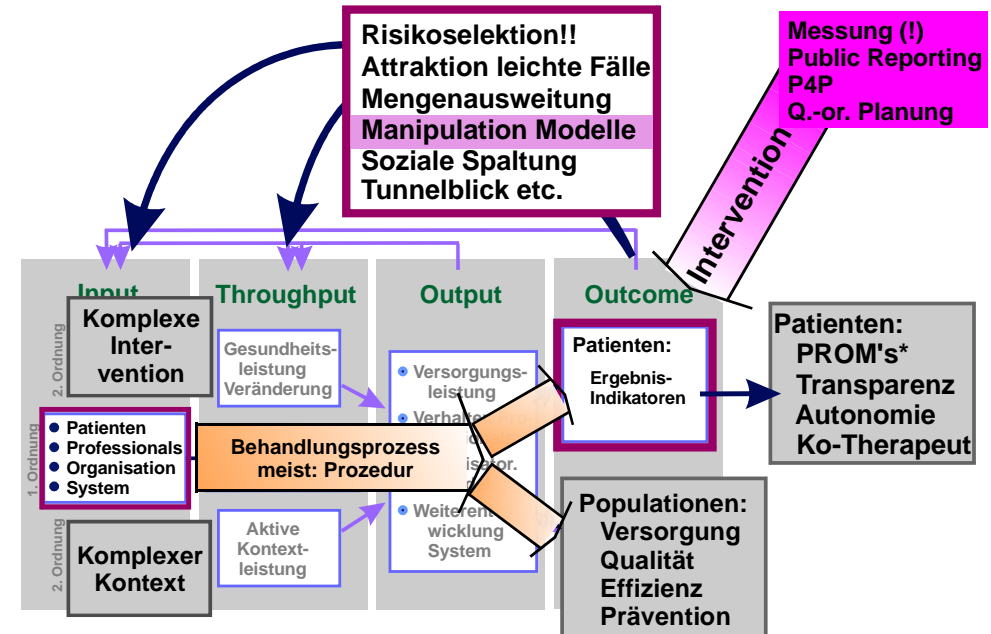 Risikoselektion!!
Attraktion leichte Fälle
Mengenausweitung
Manipulation Modelle
Soziale Spaltung
Tunnelblick etc.
Messung (!)
Public Reporting
P4P
Q.-or. Planung
Intervention
Input
Throughput
Output
Outcome
2. Ordnung
Komplexe
Inter-
vention
1. Ordnung
Patienten
Professionals
Organisation
System
2. Ordnung
Komplexer
Kontext
Gesundheits-
leistung
Veränderung
Behandlungsprozess
meist: Prozedur
Aktive
Kontext-
leistung
Versorgungs-
leistung
Weiterent
wicklung
System
Patienten:
Ergebnis-
Indikatoren
Patienten:
PROM's*
Transparenz
Autonomie
Ko-Therapeut
Populationen:
Versorgung
Qualität
Effizienz
Prävention